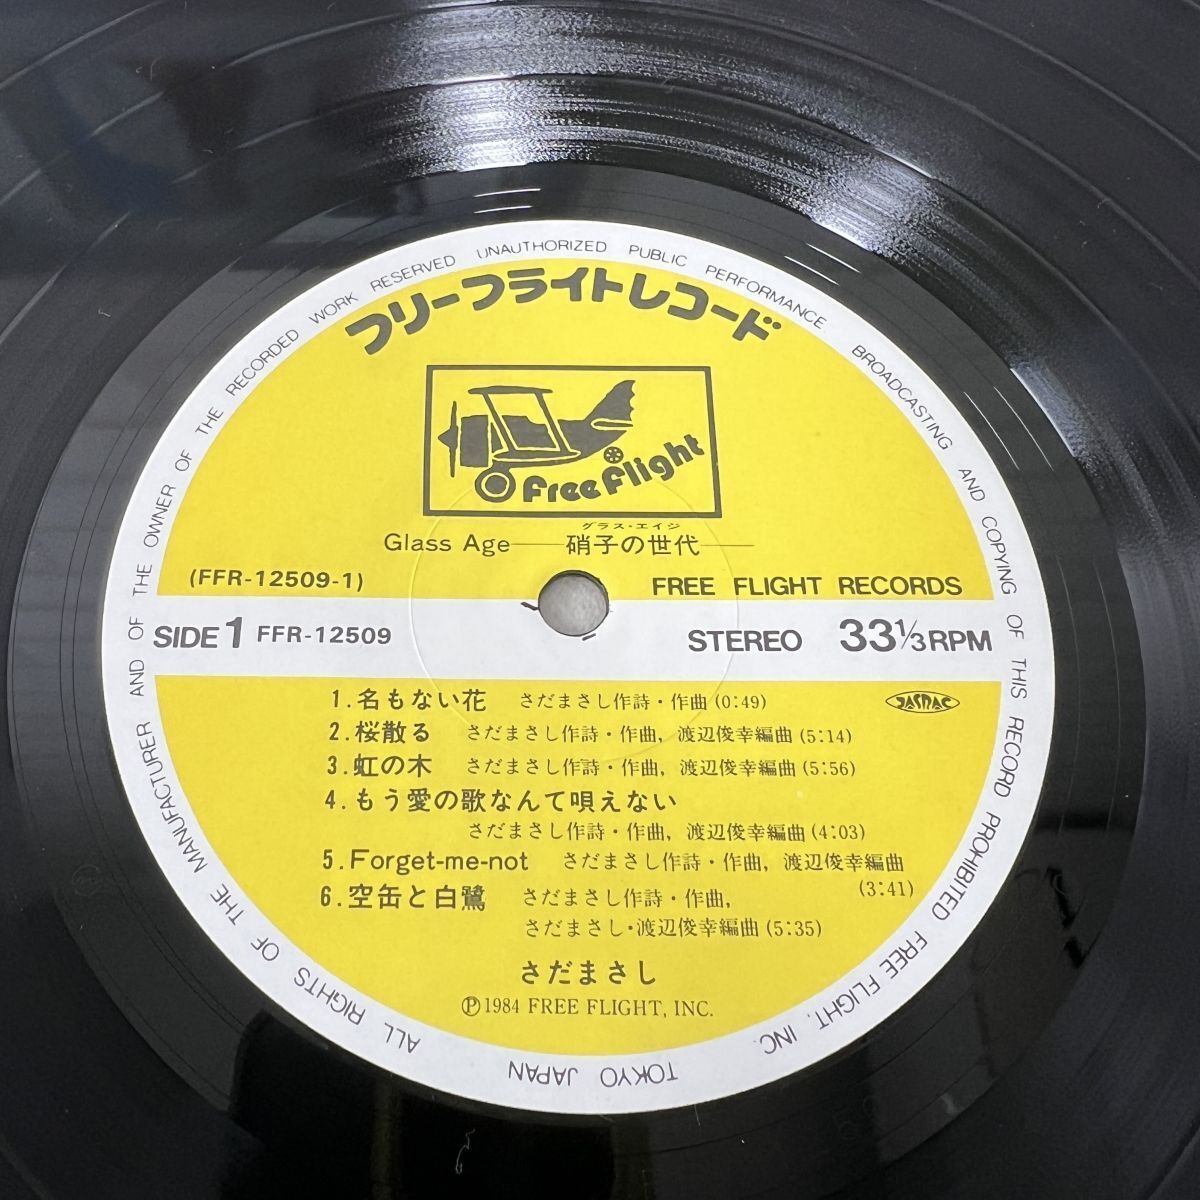 ALL RIGHTS OF THE MANUFACTURER AND OF THE OWNER OF THE RECORDED WORK RESERVED UNAUTHORIZED PUBLIC PERFORMANCE BROADCASTING AND COPYING OF THIS RECORD PROHIBITED FREE FLIGHT, INC. TOKYO JAPAN
フリーフライトレコード
Free Flight
グラス・エイジ
Glass Age──硝子の世代──
(FFR-12509-1) FREE FLIGHT RECORDS
SIDE 1 FFR-12509 STEREO 33⅓RPM
JASRAC
1.名もない花 さだまさし作詩・作曲(0:49)
2.桜散る さだまさし作詩・作曲, 渡辺俊幸編曲(5:14)
3.虹の木 さだまさし作詩・作曲, 渡辺俊幸編曲(5:56)
4.もう愛の歌なんて唄えない
さだまさし作詩・作曲, 渡辺俊幸編曲(4:03)
5.Forget-me-not さだまさし作詩・作曲, 渡辺俊幸編曲
(3:41)
6.空缶と白鷺 さだまさし作詩・作曲,
さだまさし・渡辺俊幸編曲(5:35)
さだまさし
Ⓟ1984 FREE FLIGHT, INC.